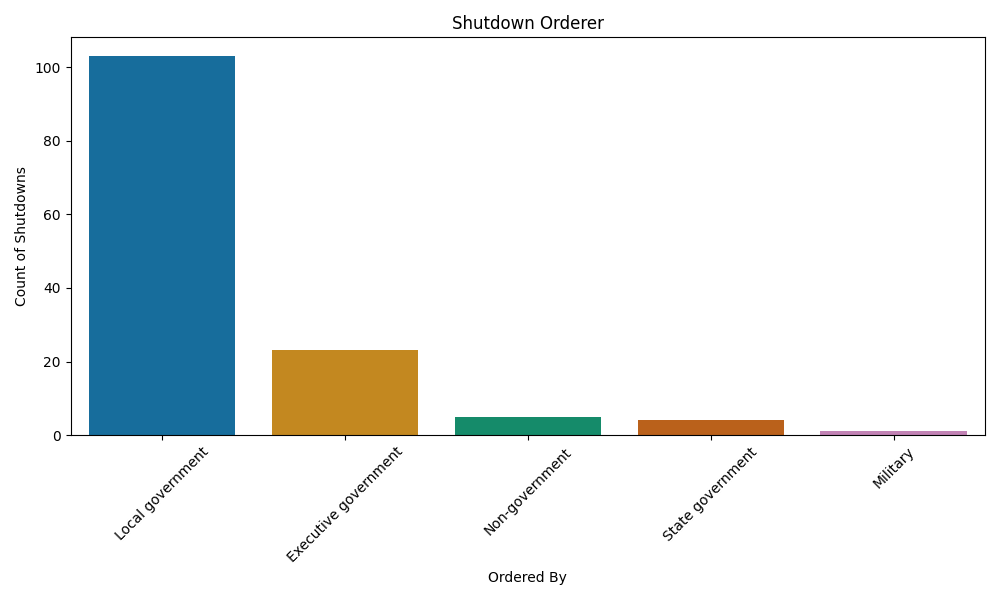 Shutdown Orderer
Count of Shutdowns
100
80
60
40
20
0
Local government
Executive government
Non-government
State government
Military
Ordered By